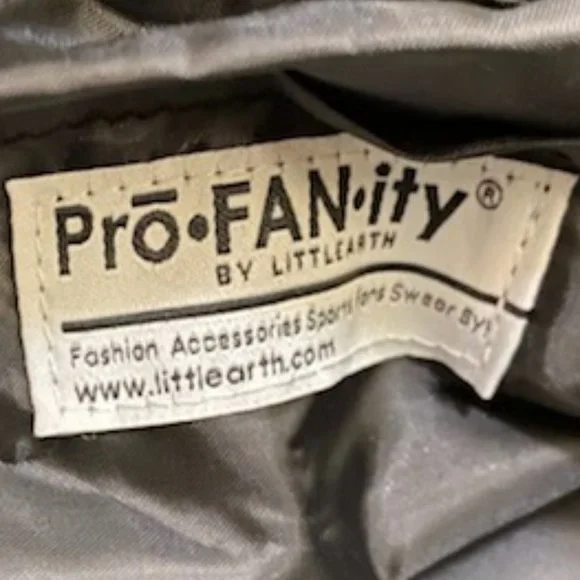 Prō•FAN•ity®
BY LITTLEARTH
Fashion Accessories Sports Fans Swear By!
www.littlearth.com